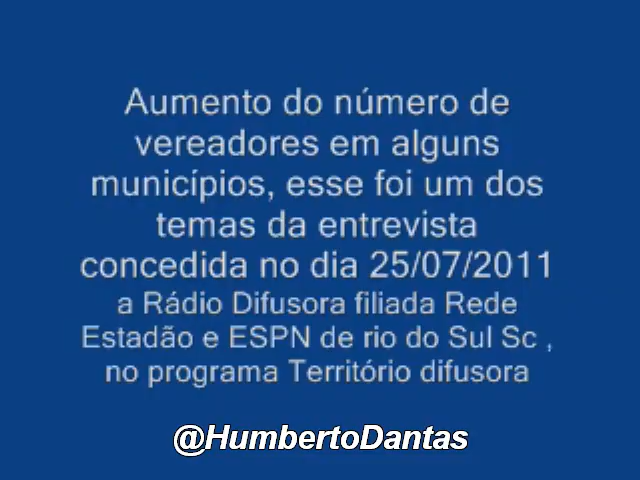 Aumento do número de
vereadores em alguns
municípios, esse foi um dos
temas da entrevista
concedida no dia 25/07/2011
a Rádio Difusora filiada Rede
Estadão e ESPN de rio do Sul Sc ,
no programa Território difusora
@HumbertoDantas